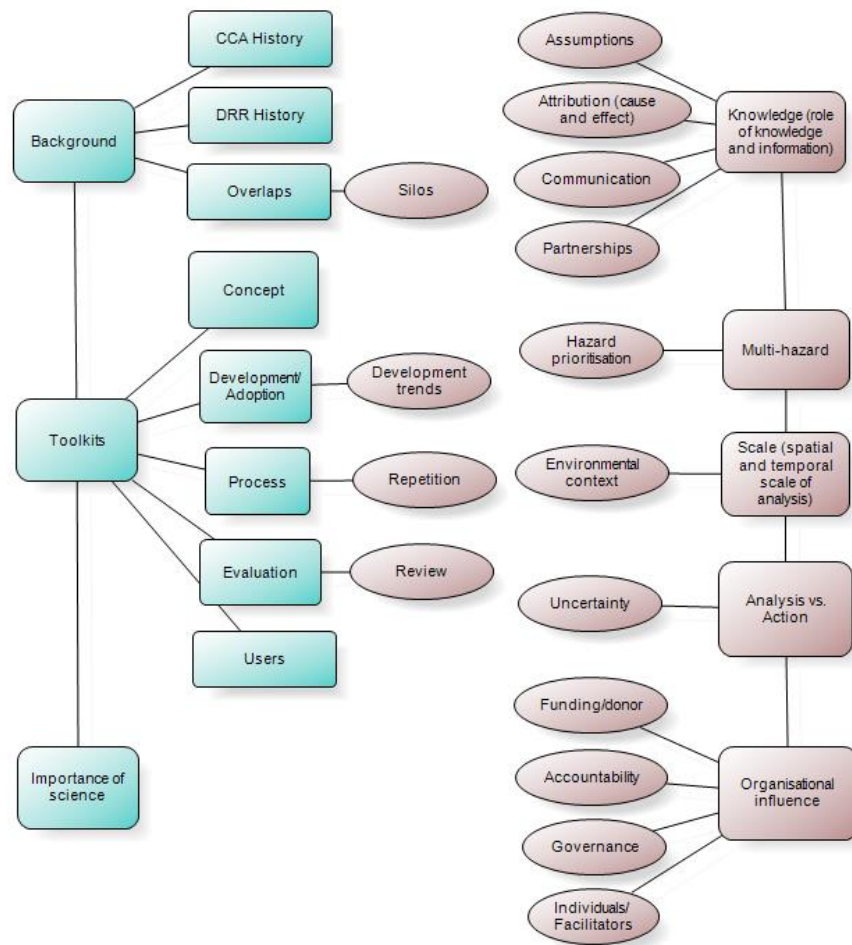 CCA History
DRR History
Background
Overlaps
Silos
Concept
Development/
Adoption
Development
trends
Toolkits
Process
Repetition
Evaluation
Review
Users
Importance of
science
Assumptions
Attribution (cause
and effect)
Knowledge (role
of knowledge
and information)
Communication
Partnerships
Hazard
prioritisation
Multi-hazard
Environmental
context
Scale (spatial
and temporal
scale of
analysis)
Uncertainty
Analysis vs.
Action
Funding/donor
Accountability
Organisational
influence
Governance
Individuals/
Facilitators